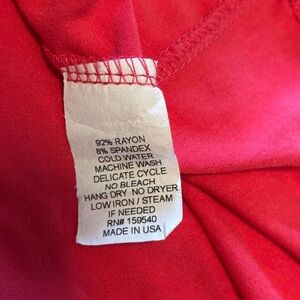 92% RAYON
8% SPANDEX
COLD WATER
MACHINE WASH
DELICATE CYCLE
NO BLEACH
HANG DRY NO DRYER
LOW IRON / STEAM
IF NEEDED
RN# 159540
MADE IN USA